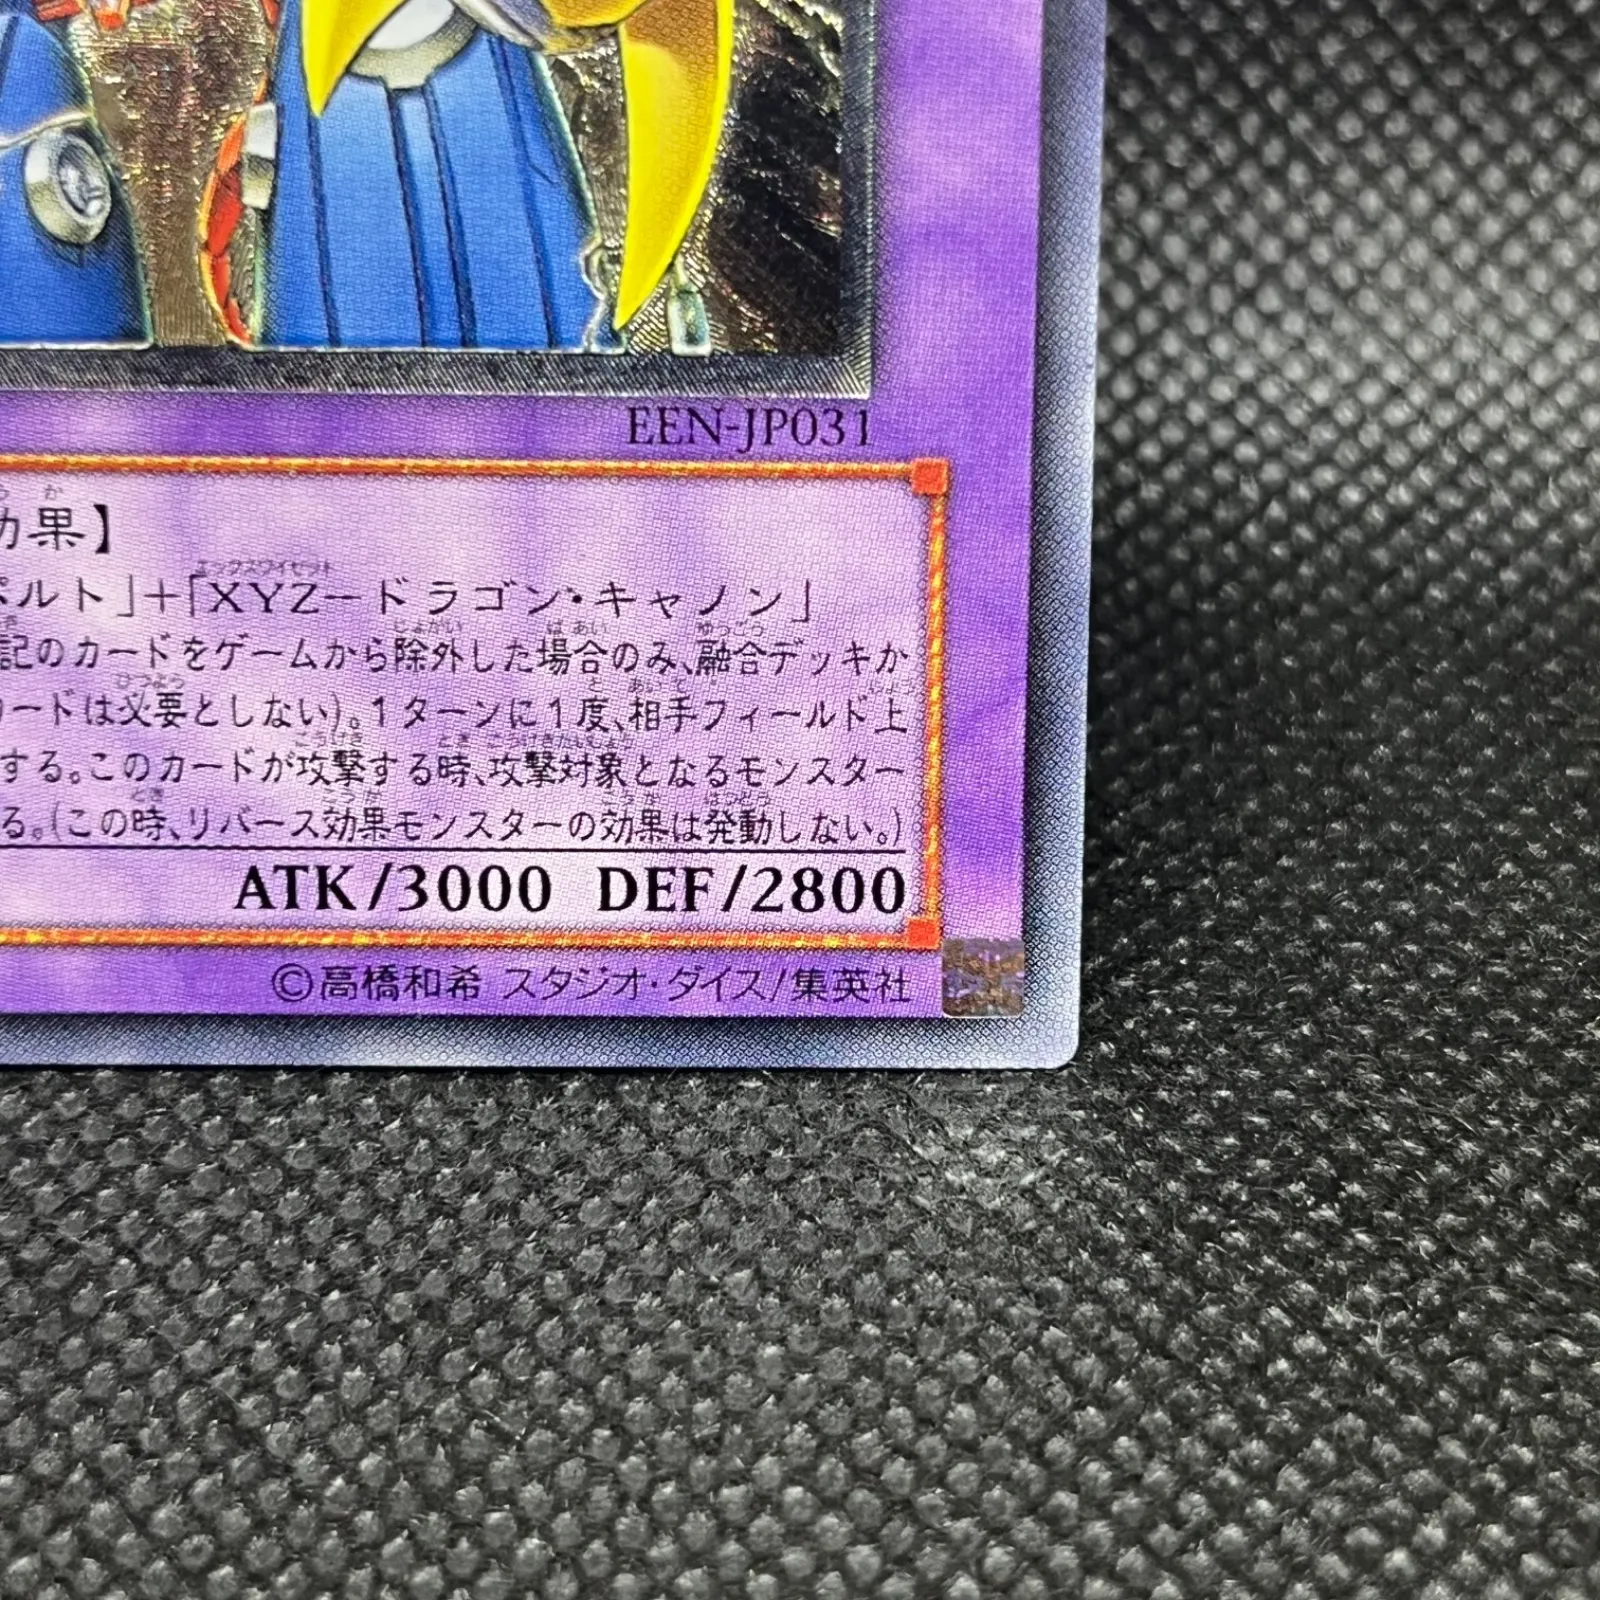 EEN-JP031
効果】
ルト」+「XYZ-ドラゴン・キャノン」
記のカードをゲームから除外した場合のみ、融合デッキか
ードは必要としない)。1ターンに1度、相手フィールド上
する。このカードが攻撃する時、攻撃対象となるモンスター
る。(この時、リバース効果モンスターの効果は発動しない。)
ATK/3000 DEF/2800
©高橋和希 スタジオ・ダイス/集英社